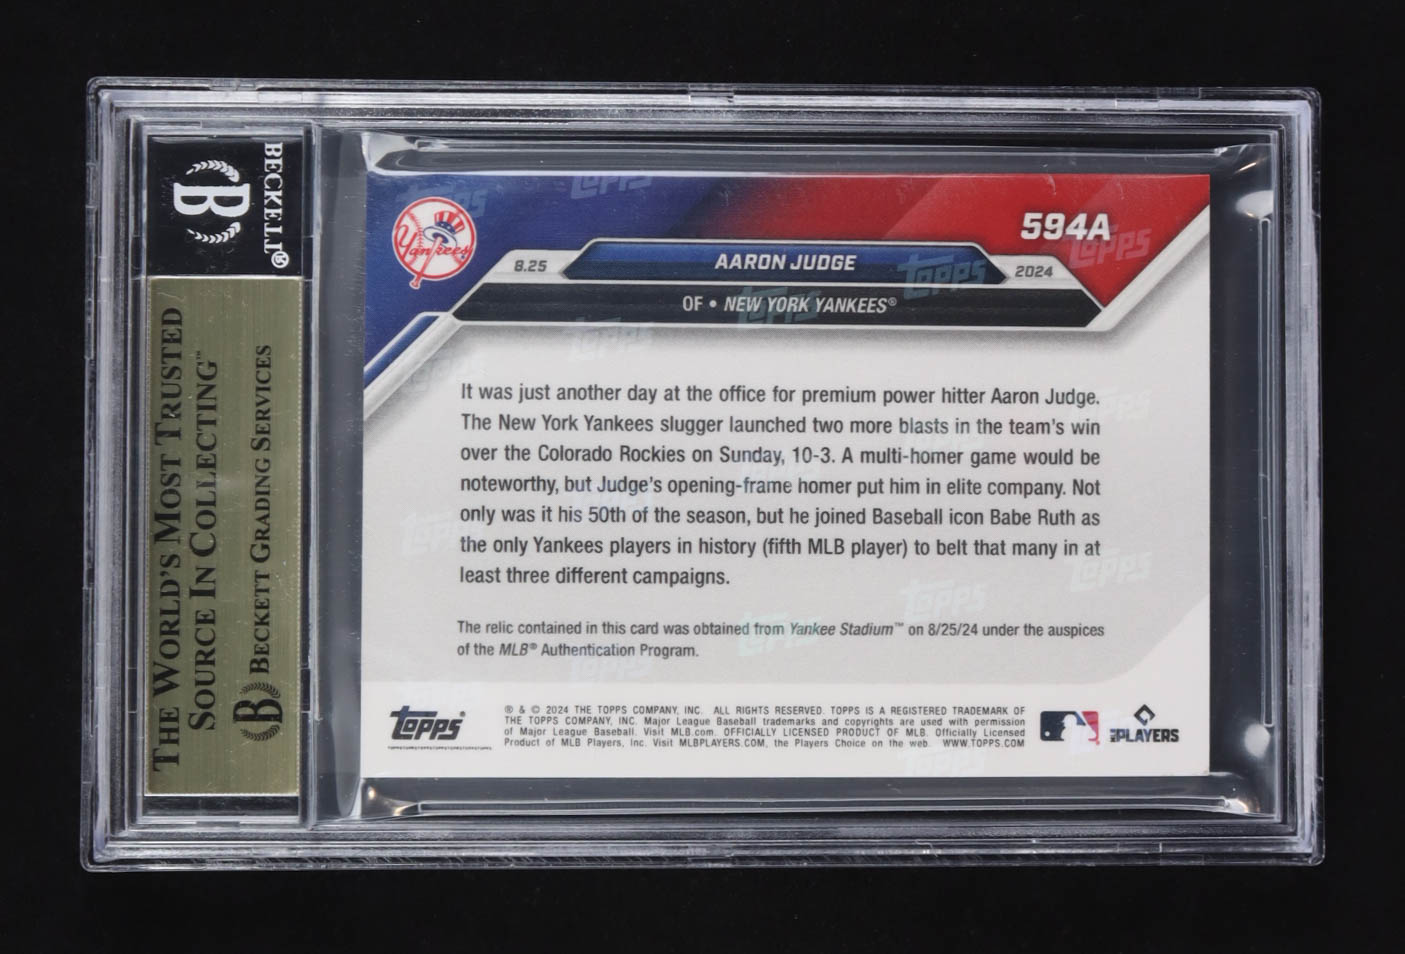 BECKETT®
B
THE WORLD'S MOST TRUSTED
SOURCE IN COLLECTING™
B BECKETT GRADING SERVICES
Yankees
594A
8.25
AARON JUDGE
2024
OF • NEW YORK YANKEES®
It was just another day at the office for premium power hitter Aaron Judge.
The New York Yankees slugger launched two more blasts in the team's win
over the Colorado Rockies on Sunday, 10-3. A multi-homer game would be
noteworthy, but Judge's opening-frame homer put him in elite company. Not
only was it his 50th of the season, but he joined Baseball icon Babe Ruth as
the only Yankees players in history (fifth MLB player) to belt that many in at
least three different campaigns.
The relic contained in this card was obtained from Yankee Stadium™ on 8/25/24 under the auspices
of the MLB® Authentication Program.
Topps®
® & © 2024 THE TOPPS COMPANY, INC. ALL RIGHTS RESERVED. TOPPS IS A REGISTERED TRADEMARK OF
THE TOPPS COMPANY, INC. Major League Baseball trademarks and copyrights are used with permission
of Major League Baseball. Visit MLB.com. OFFICIALLY LICENSED PRODUCT OF MLB. Officially Licensed
Product of MLB Players, Inc. Visit MLBPLAYERS.COM, the Players Choice on the web. WWW.TOPPS.COM
MLB PLAYERS